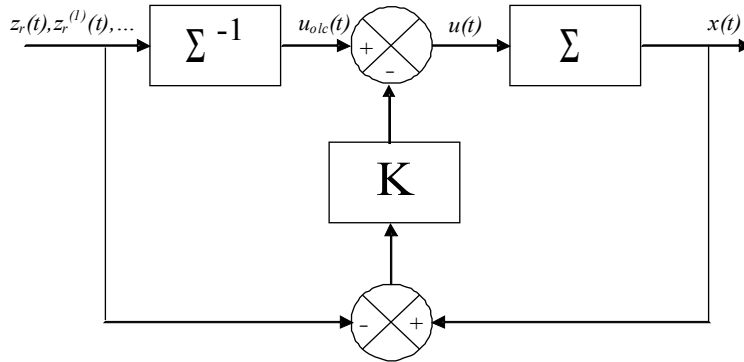 z_r(t),z_r^(1)(t),...
Σ^-1
u_olc(t)
+
-
u(t)
Σ
x(t)
K
-
+